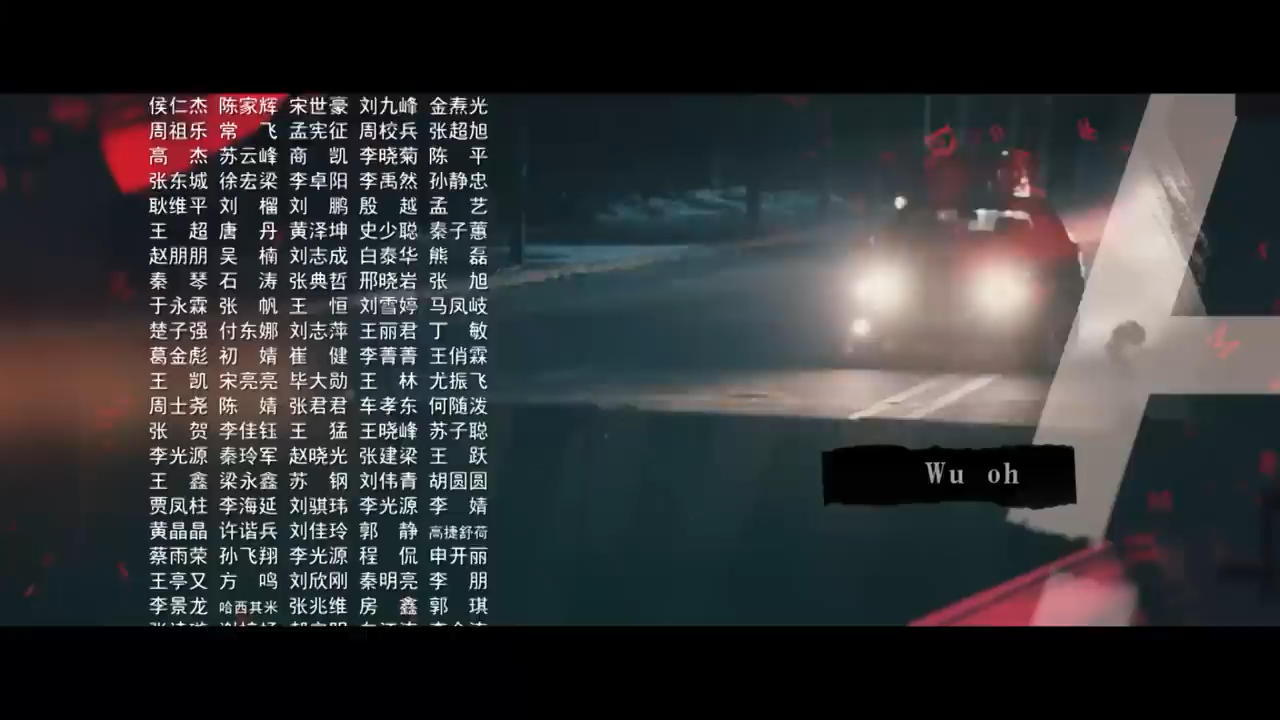 侯仁杰 陈家辉 宋世豪 刘九峰 金焘光
周祖乐 常 飞 孟宪征 周校兵 张超旭
高 杰 苏云峰 商 凯 李晓菊 陈 平
张东城 徐宏梁 李卓阳 李禹然 孙静忠
耿维平 刘 榴 刘 鹏 殷 越 孟 艺
王 超 唐 丹 黄泽坤 史少聪 秦子蕙
赵朋朋 吴 楠 刘志成 白泰华 熊 磊
秦 琴 石 涛 张典哲 邢晓岩 张 旭
于永霖 张 帆 王 恒 刘雪婷 马凤岐
楚子强 付东娜 刘志萍 王丽君 丁 敏
葛金彪 初 婧 崔 健 李菁菁 王俏霖
王 凯 宋亮亮 毕大勋 王 林 尤振飞
周士尧 陈 婧 张君君 车孝东 何随泼
张 贺 李佳钰 王 猛 王晓峰 苏子聪
李光源 秦玲军 赵晓光 张建梁 王 跃
王 鑫 梁永鑫 苏 钢 刘伟青 胡圆圆
贾凤柱 李海延 刘骐玮 李光源 李 婧
黄晶晶 许谐兵 刘佳玲 郭 静 高捷舒荷
蔡雨荣 孙飞翔 李光源 程 侃 申开丽
王亭又 方 鸣 刘欣刚 秦明亮 李 朋
李景龙 哈西其米 张兆维 房 鑫 郭 琪
Wu oh